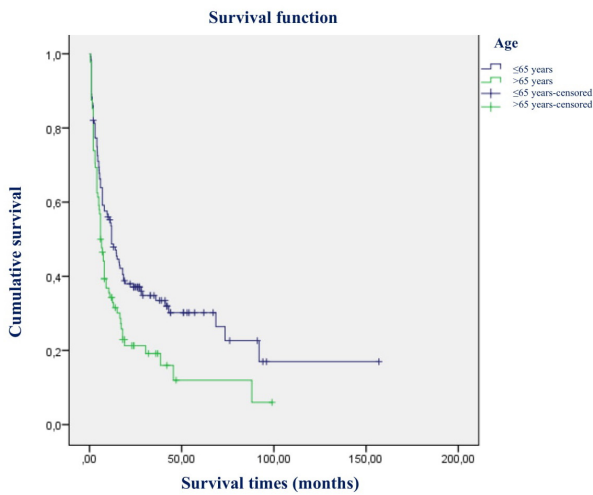 Survival function
Age
≤65 years
>65 years
≤65 years-censored
>65 years-censored
Cumulative survival
1,0
0,8
0,6
0,4
0,2
0,0
,00 50,00 100,00 150,00 200,00
Survival times (months)